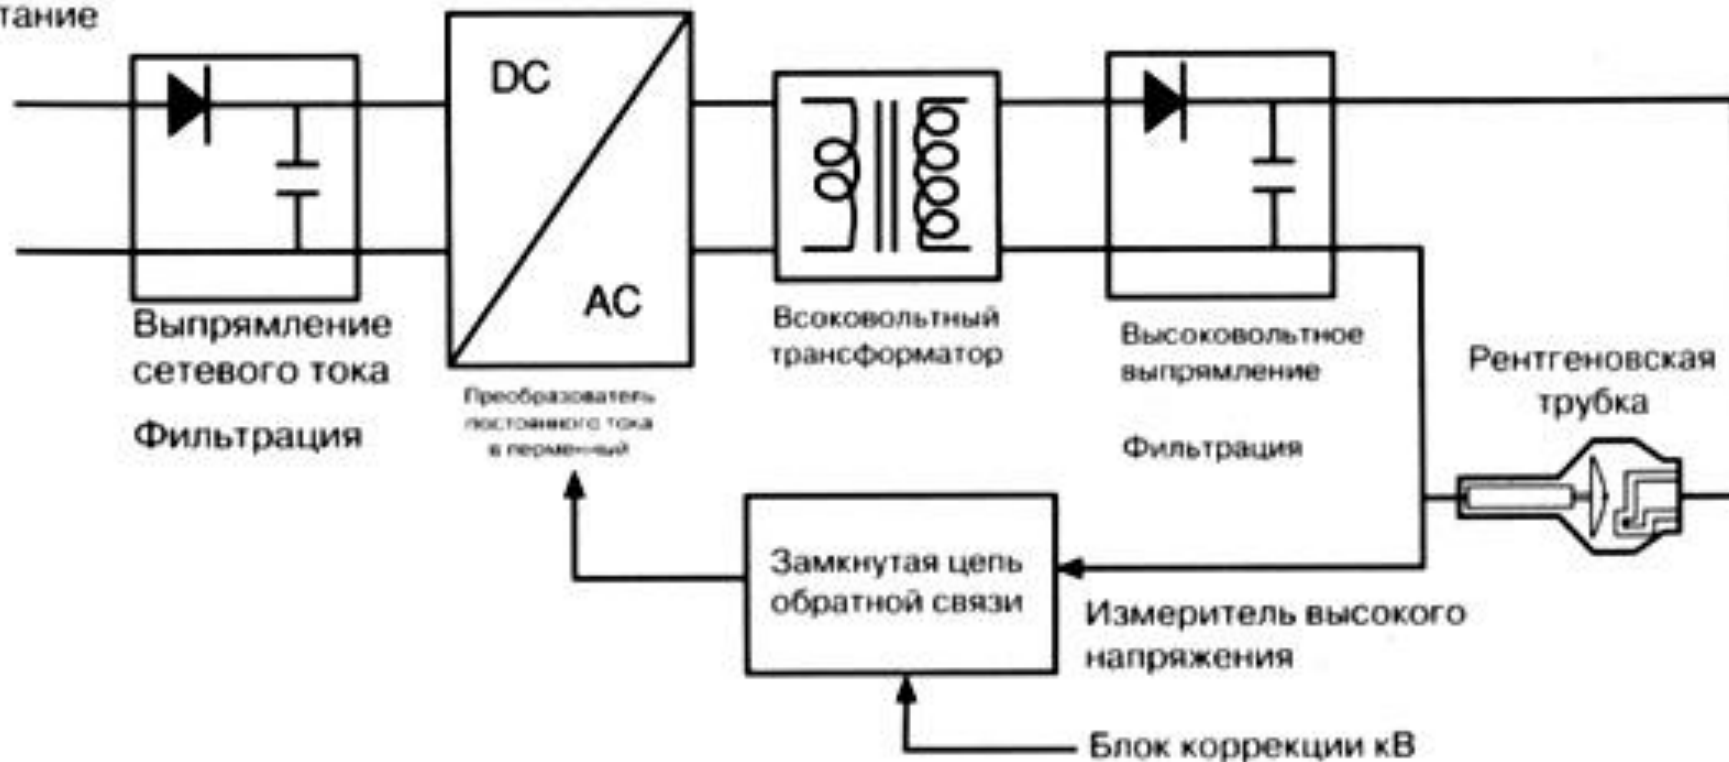 тание
DC
AC
Выпрямление
сетевого тока
Фильтрация
Преобразователь
постоянного тока
в перменный
Всоковольтный
трансформатор
Высоковольтное
выпрямление
Фильтрация
Рентгеновская
трубка
Замкнутая цепь
обратной связи
Измеритель высокого
напряжения
Блок коррекции кВ